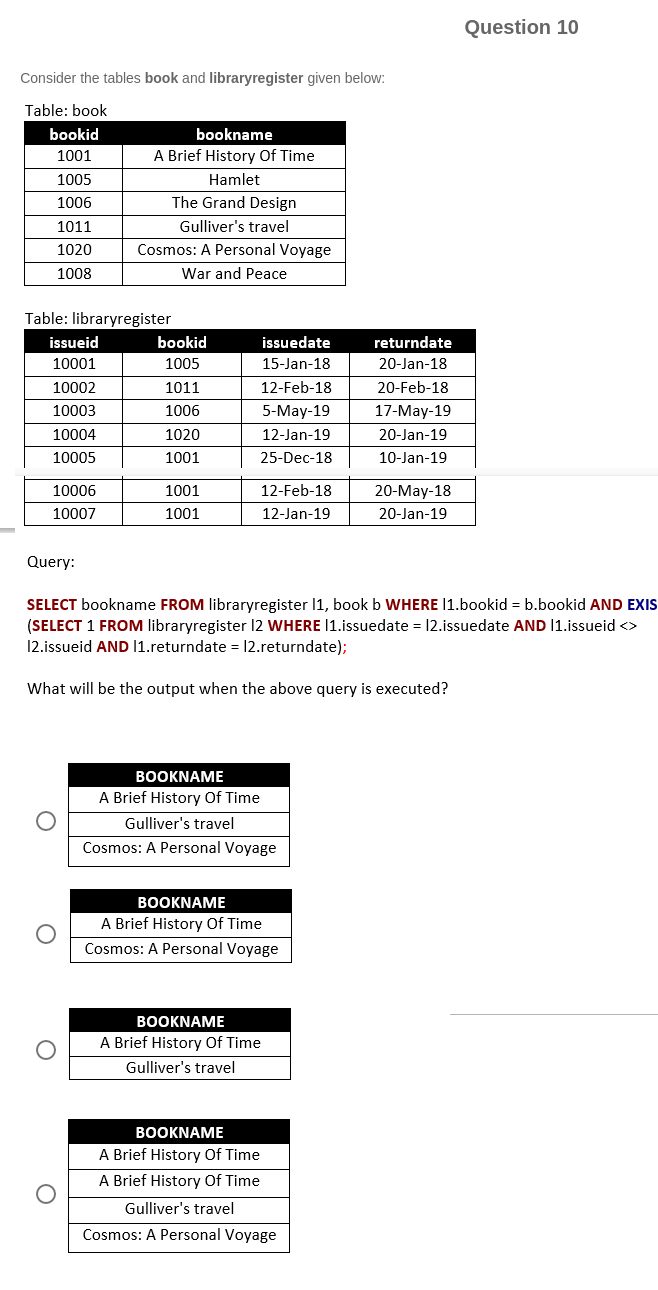 Question 10
Consider the tables book and libraryregister given below:
Table: book
bookid bookname
1001 A Brief History Of Time
1005 Hamlet
1006 The Grand Design
1011 Gulliver's travel
1020 Cosmos: A Personal Voyage
1008 War and Peace
Table: libraryregister
issueid bookid issuedate returndate
10001 1005 15-Jan-18 20-Jan-18
10002 1011 12-Feb-18 20-Feb-18
10003 1006 5-May-19 17-May-19
10004 1020 12-Jan-19 20-Jan-19
10005 1001 25-Dec-18 10-Jan-19
10006 1001 12-Feb-18 20-May-18
10007 1001 12-Jan-19 20-Jan-19
Query:
SELECT bookname FROM libraryregister l1, book b WHERE l1.bookid = b.bookid AND EXIS
(SELECT 1 FROM libraryregister l2 WHERE l1.issuedate = l2.issuedate AND l1.issueid <>
l2.issueid AND l1.returndate = l2.returndate);
What will be the output when the above query is executed?
BOOKNAME
A Brief History Of Time
Gulliver's travel
Cosmos: A Personal Voyage
BOOKNAME
A Brief History Of Time
Cosmos: A Personal Voyage
BOOKNAME
A Brief History Of Time
Gulliver's travel
BOOKNAME
A Brief History Of Time
A Brief History Of Time
Gulliver's travel
Cosmos: A Personal Voyage